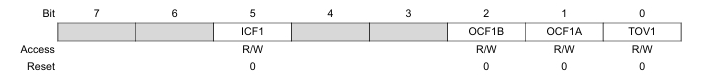 Bit 7 6 5 4 3 2 1 0
ICF1 OCF1B OCF1A TOV1
Access R/W R/W R/W R/W
Reset 0 0 0 0